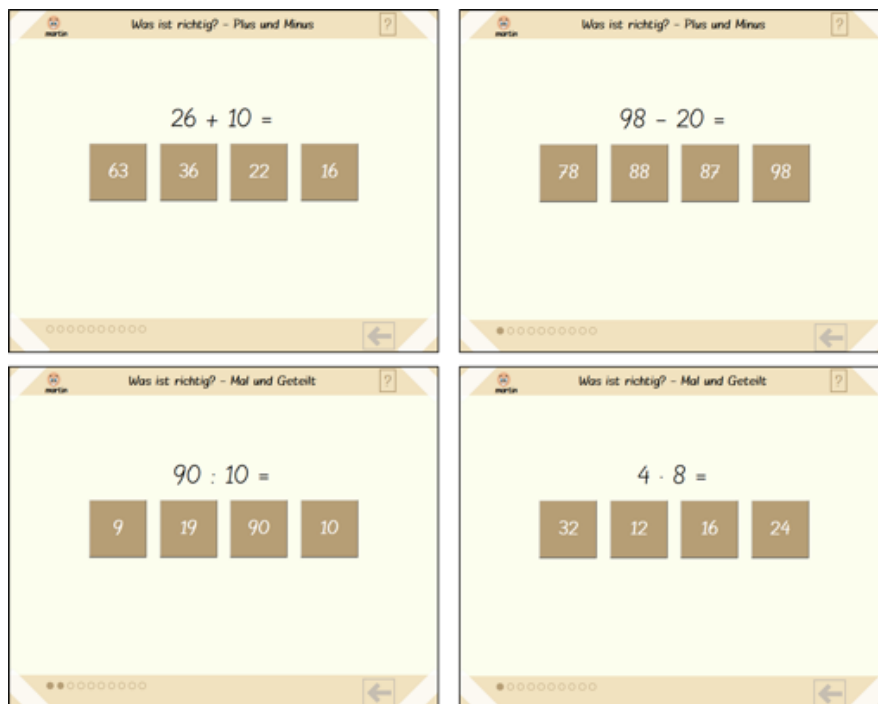 martin
Was ist richtig? - Plus und Minus
?
26 + 10 =
63 36 22 16
martin
Was ist richtig? - Plus und Minus
?
98 - 20 =
78 88 87 98
martin
Was ist richtig? - Mal und Geteilt
?
90 : 10 =
9 19 90 10
martin
Was ist richtig? - Mal und Geteilt
?
4 · 8 =
32 12 16 24